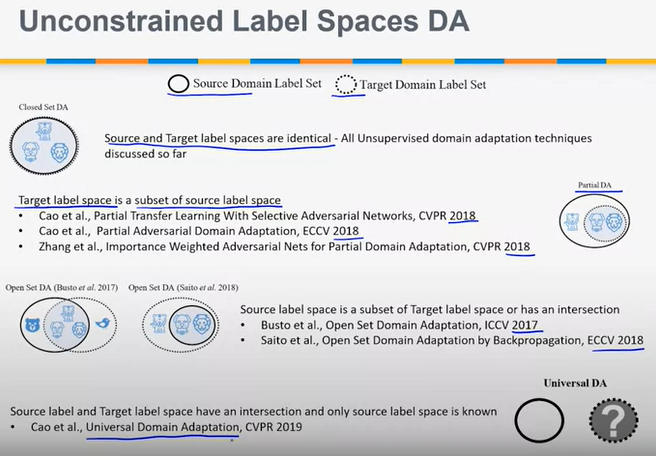 Unconstrained Label Spaces DA
Source Domain Label Set
Target Domain Label Set
Closed Set DA
Source and Target label spaces are identical - All Unsupervised domain adaptation techniques
discussed so far
Target label space is a subset of source label space
• Cao et al., Partial Transfer Learning With Selective Adversarial Networks, CVPR 2018
• Cao et al., Partial Adversarial Domain Adaptation, ECCV 2018
• Zhang et al., Importance Weighted Adversarial Nets for Partial Domain Adaptation, CVPR 2018
Partial DA
Open Set DA (Busto et al. 2017)
Open Set DA (Saito et al. 2018)
Source label space is a subset of Target label space or has an intersection
• Busto et al., Open Set Domain Adaptation, ICCV 2017
• Saito et al., Open Set Domain Adaptation by Backpropagation, ECCV 2018
Universal DA
Source label and Target label space have an intersection and only source label space is known
• Cao et al., Universal Domain Adaptation, CVPR 2019
?